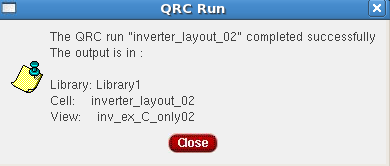 QRC Run
The QRC run "inverter_layout_02" completed successfully
The output is in :
Library: Library1
Cell: inverter_layout_02
View: inv_ex_C_only02
Close